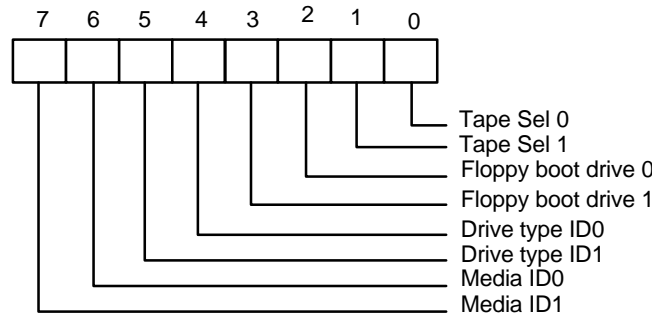 7 6 5 4 3 2 1 0
Tape Sel 0
Tape Sel 1
Floppy boot drive 0
Floppy boot drive 1
Drive type ID0
Drive type ID1
Media ID0
Media ID1